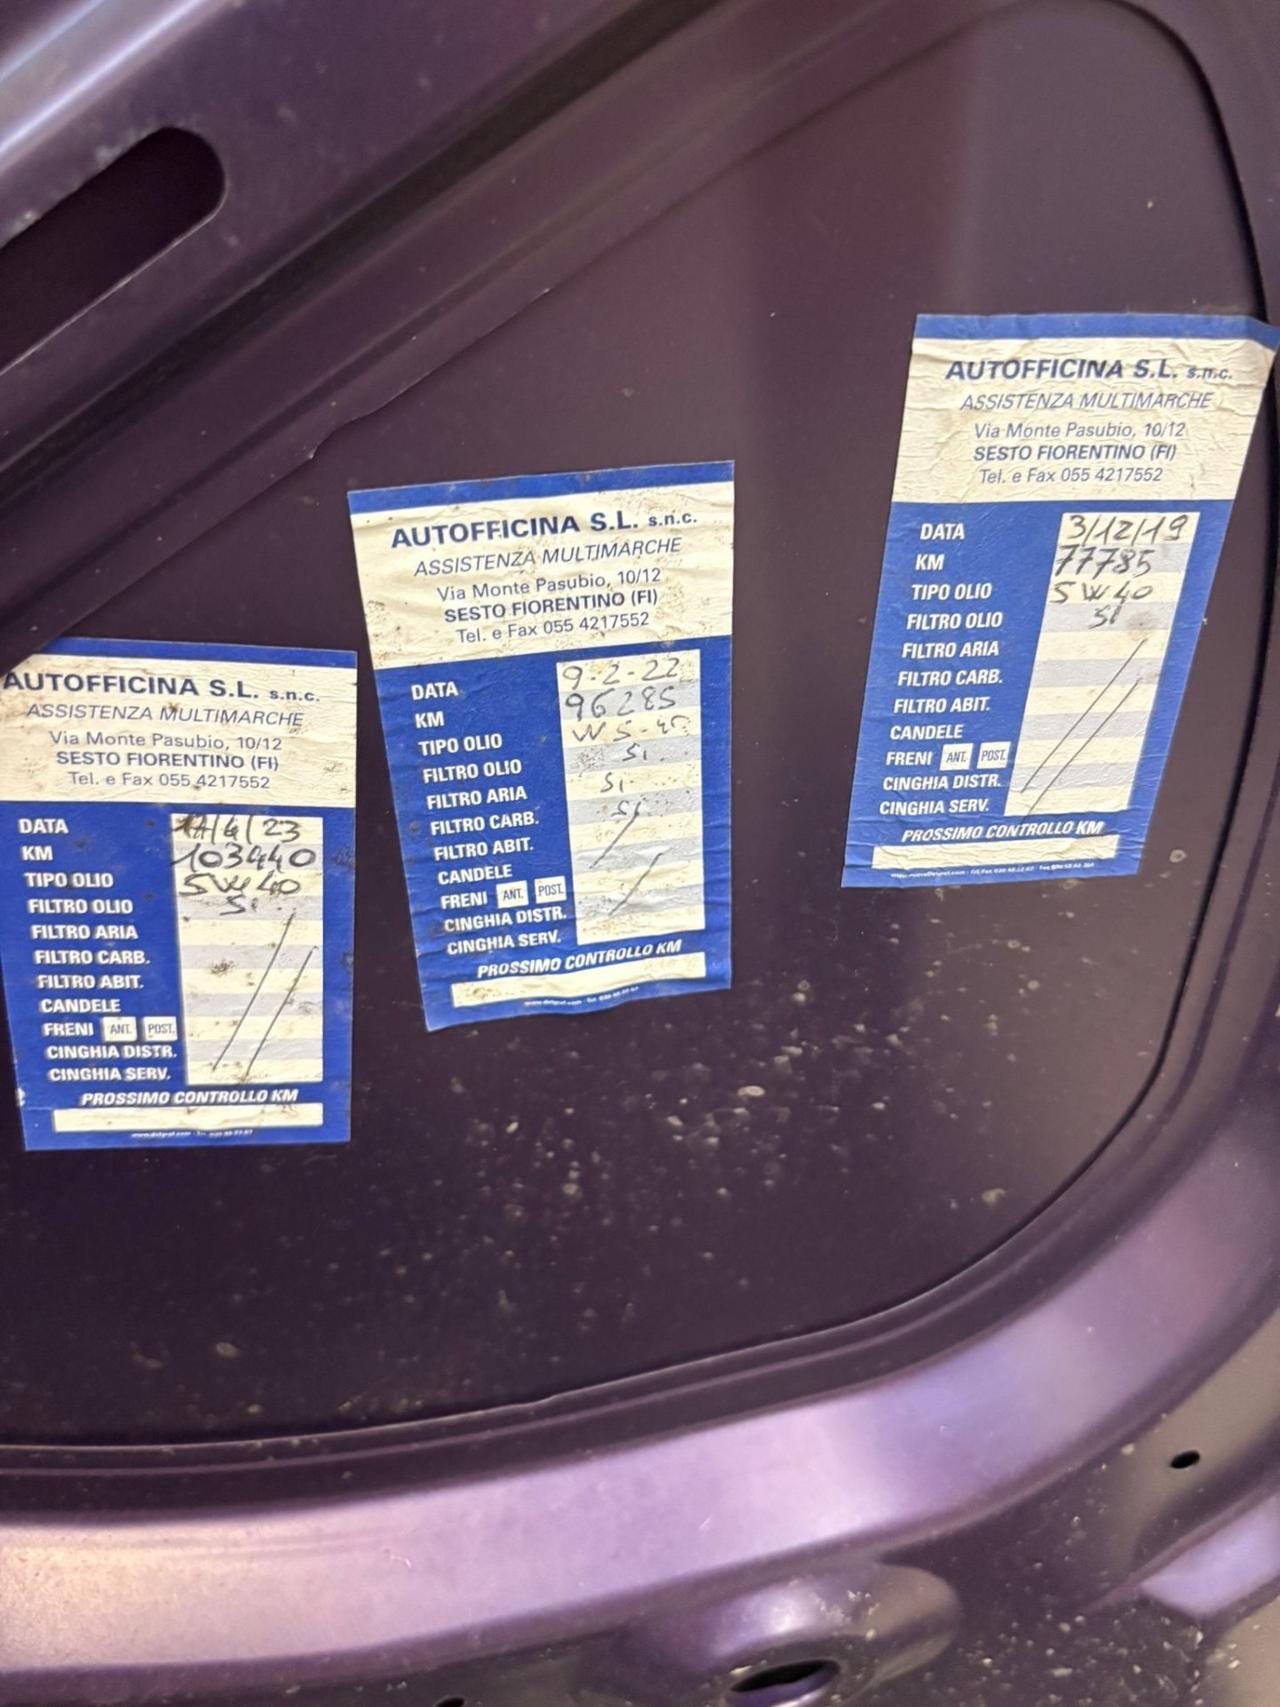 AUTOFFICINA S.L. s.n.c.
ASSISTENZA MULTIMARCHE
Via Monte Pasubio, 10/12
SESTO FIORENTINO (FI)
Tel. e Fax 055 4217552
DATA 17/4/23
KM 103440
TIPO OLIO 5W40
FILTRO OLIO Si
FILTRO ARIA
FILTRO CARB.
FILTRO ABIT.
CANDELE
FRENI ANT. POST.
CINGHIA DISTR.
CINGHIA SERV.
PROSSIMO CONTROLLO KM
AUTOFFICINA S.L. s.n.c.
ASSISTENZA MULTIMARCHE
Via Monte Pasubio, 10/12
SESTO FIORENTINO (FI)
Tel. e Fax 055 4217552
DATA 9-2-22
KM 96285
TIPO OLIO W5-40
FILTRO OLIO Si.
FILTRO ARIA Si.
FILTRO CARB. Si.
FILTRO ABIT.
CANDELE
FRENI ANT. POST.
CINGHIA DISTR.
CINGHIA SERV.
PROSSIMO CONTROLLO KM
AUTOFFICINA S.L. s.n.c.
ASSISTENZA MULTIMARCHE
Via Monte Pasubio, 10/12
SESTO FIORENTINO (FI)
Tel. e Fax 055 4217552
DATA 3/12/19
KM 77785
TIPO OLIO 5W40
FILTRO OLIO Si
FILTRO ARIA
FILTRO CARB.
FILTRO ABIT.
CANDELE
FRENI ANT. POST.
CINGHIA DISTR.
CINGHIA SERV.
PROSSIMO CONTROLLO KM